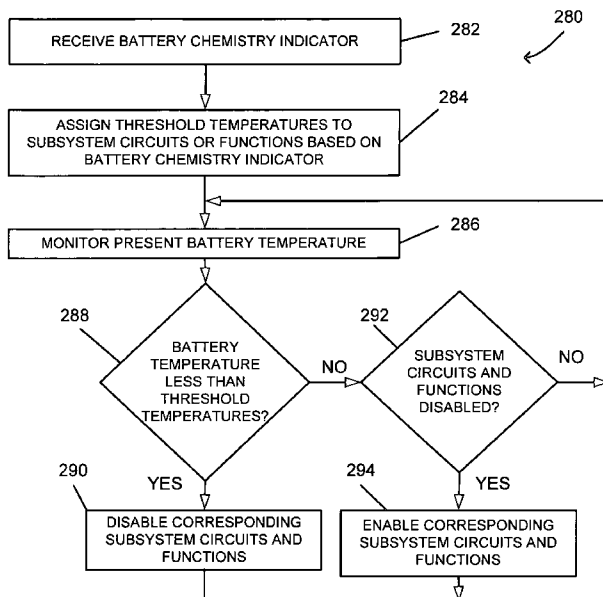 280
RECEIVE BATTERY CHEMISTRY INDICATOR
282
284
ASSIGN THRESHOLD TEMPERATURES TO
SUBSYSTEM CIRCUITS OR FUNCTIONS BASED ON
BATTERY CHEMISTRY INDICATOR
286
MONITOR PRESENT BATTERY TEMPERATURE
288
BATTERY
TEMPERATURE
LESS THAN
THRESHOLD
TEMPERATURES?
NO
292
SUBSYSTEM
CIRCUITS AND
FUNCTIONS
DISABLED?
NO
290
YES
DISABLE CORRESPONDING
SUBSYSTEM CIRCUITS AND
FUNCTIONS
294
YES
ENABLE CORRESPONDING
SUBSYSTEM CIRCUITS AND
FUNCTIONS